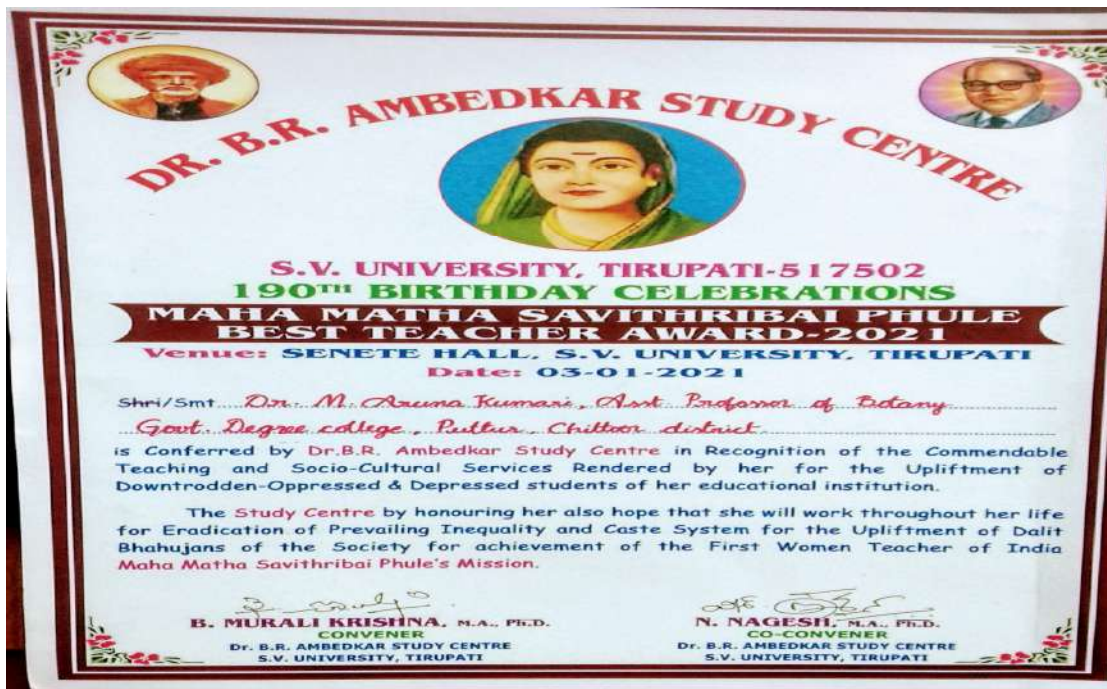 DR. B.R. AMBEDKAR STUDY CENTRE
S.V. UNIVERSITY, TIRUPATI-517502
190TH BIRTHDAY CELEBRATIONS
MAHA MATHA SAVITHRIBAI PHULE
BEST TEACHER AWARD-2021
Venue: SENETE HALL, S.V. UNIVERSITY, TIRUPATI
Date: 03-01-2021
Shri/Smt Dr. M. Aruna Kumari, Asst. Professor of Botany
Govt. Degree college, Puttur, Chittoor district
is Conferred by Dr.B.R. Ambedkar Study Centre in Recognition of the Commendable
Teaching and Socio-Cultural Services Rendered by her for the Upliftment of
Downtrodden-Oppressed & Depressed students of her educational institution.
The Study Centre by honouring her also hope that she will work throughout her life
for Eradication of Prevailing Inequality and Caste System for the Upliftment of Dalit
Bhahujans of the Society for achievement of the First Women Teacher of India
Maha Matha Savithribai Phule's Mission.
B. MURALI KRISHNA, M.A., Ph.D.
CONVENER
Dr. B.R. AMBEDKAR STUDY CENTRE
S.V. UNIVERSITY, TIRUPATI
N. NAGESH, M.A., Ph.D.
CO-CONVENER
Dr. B.R. AMBEDKAR STUDY CENTRE
S.V. UNIVERSITY, TIRUPATI